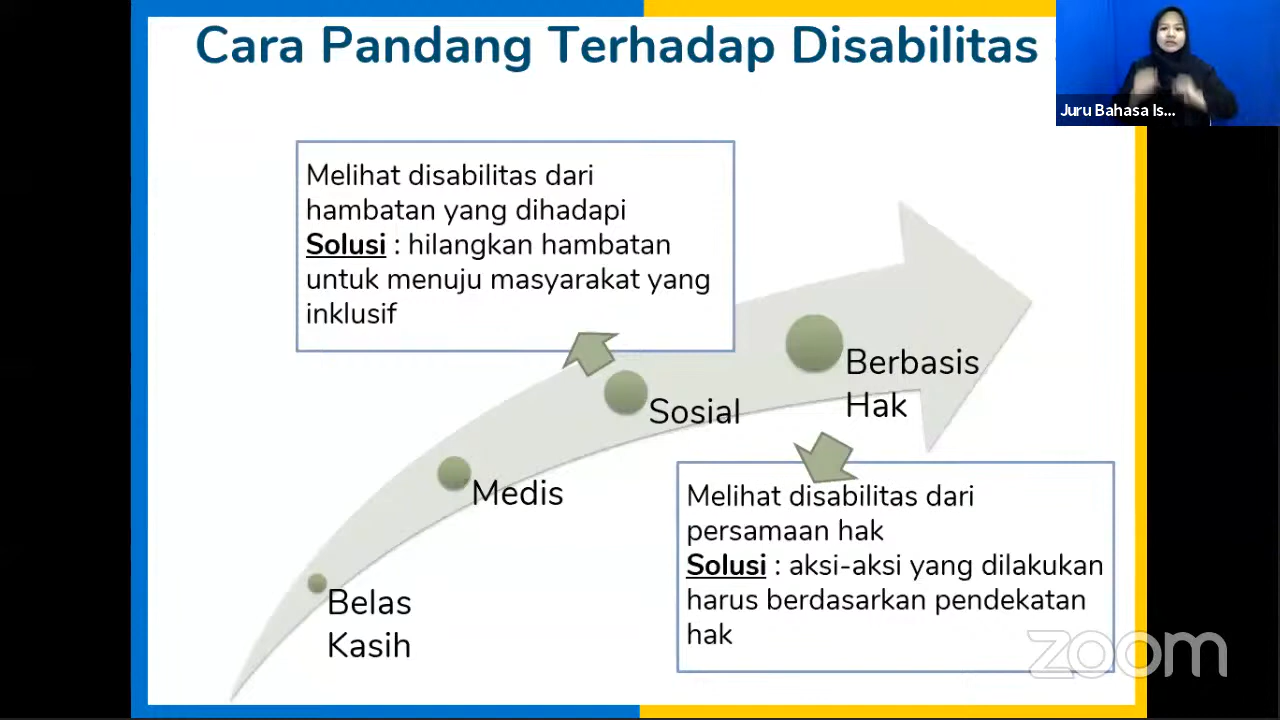 Cara Pandang Terhadap Disabilitas
Juru Bahasa Is...
Melihat disabilitas dari
hambatan yang dihadapi
Solusi : hilangkan hambatan
untuk menuju masyarakat yang
inklusif
Berbasis
Hak
Sosial
Medis
Belas
Kasih
Melihat disabilitas dari
persamaan hak
Solusi : aksi-aksi yang dilakukan
harus berdasarkan pendekatan
hak
zoom